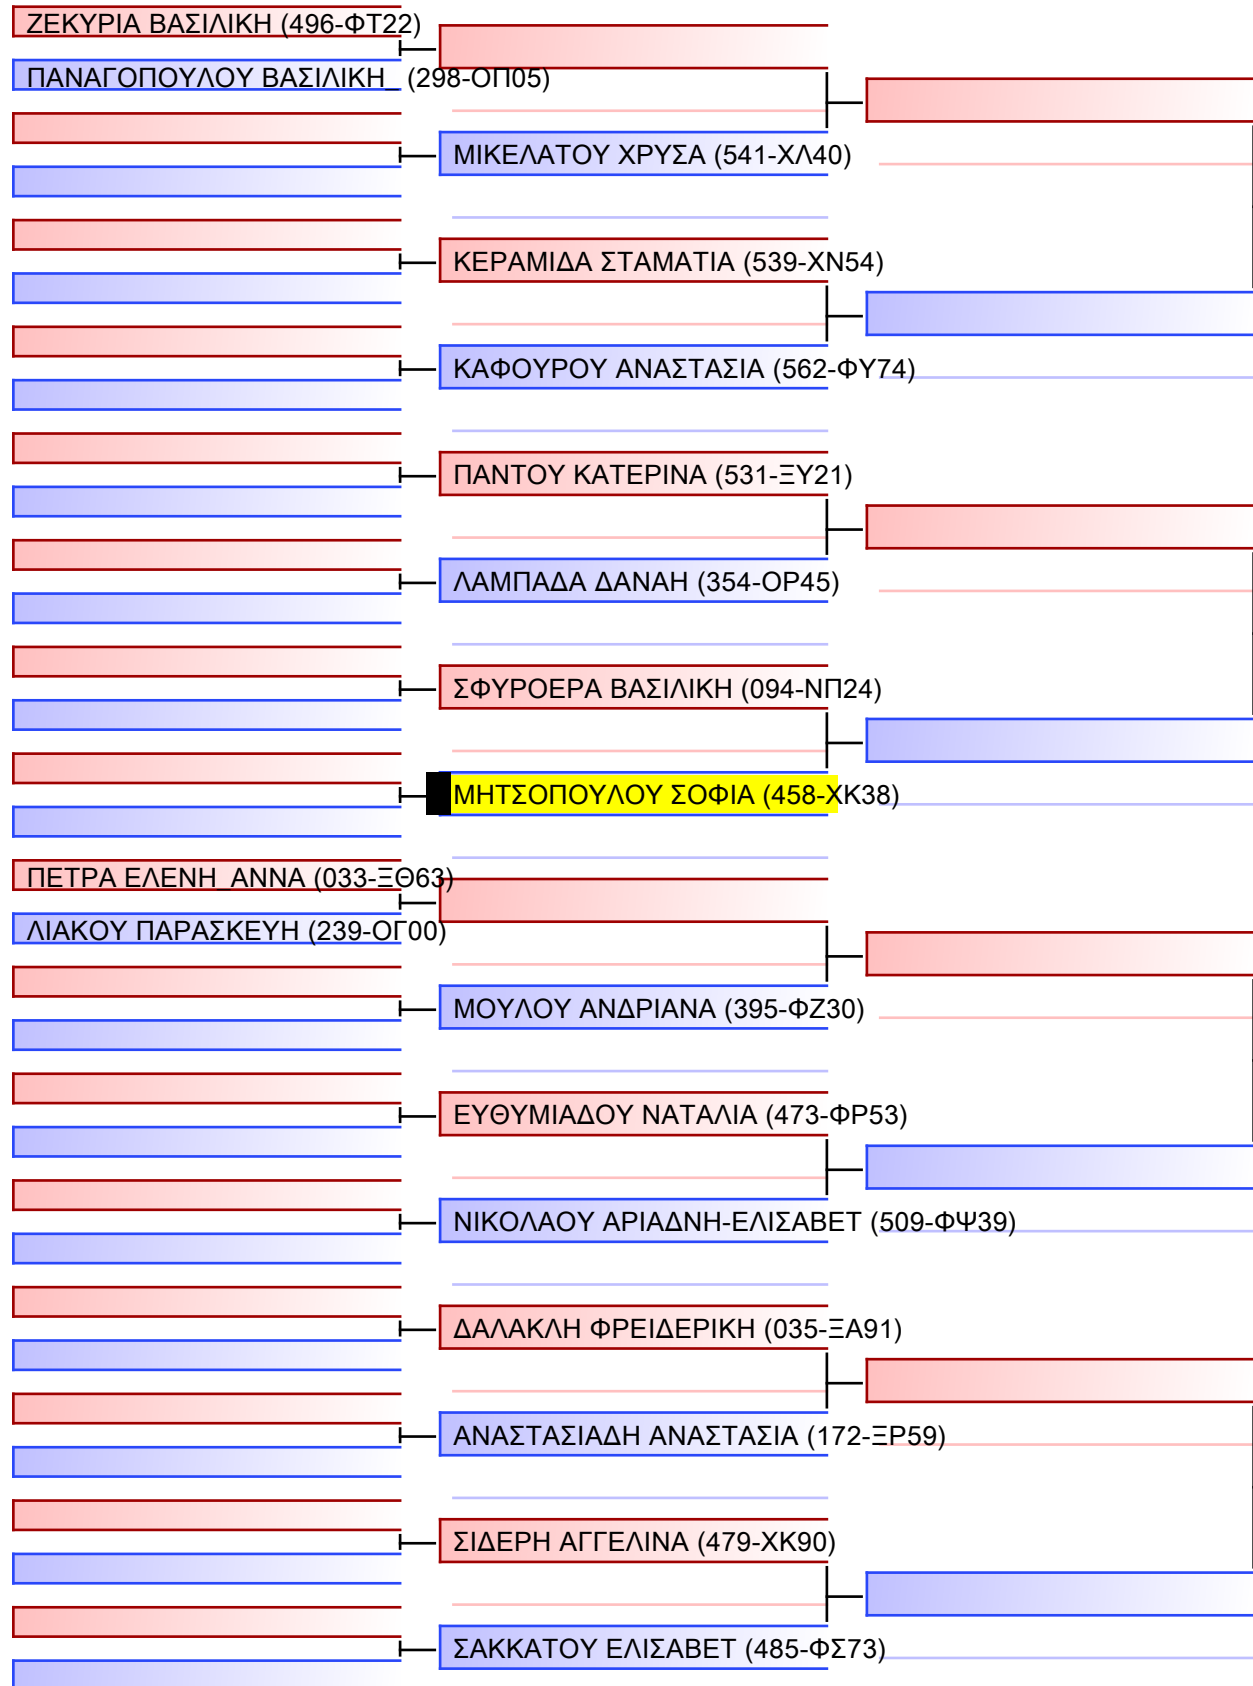 ΖΕΚΥΡΙΑ ΒΑΣΙΛΙΚΗ (496-ΦΤ22)
ΠΑΝΑΓΟΠΟΥΛΟΥ ΒΑΣΙΛΙΚΗ_ (298-ΟΠ05)
ΜΙΚΕΛΑΤΟΥ ΧΡΥΣΑ (541-ΧΛ40)
ΚΕΡΑΜΙΔΑ ΣΤΑΜΑΤΙΑ (539-ΧΝ54)
ΚΑΦΟΥΡΟΥ ΑΝΑΣΤΑΣΙΑ (562-ΦΥ74)
ΠΑΝΤΟΥ ΚΑΤΕΡΙΝΑ (531-ΞΥ21)
ΛΑΜΠΑΔΑ ΔΑΝΑΗ (354-ΟΡ45)
ΣΦΥΡΟΕΡΑ ΒΑΣΙΛΙΚΗ (094-ΝΠ24)
ΜΗΤΣΟΠΟΥΛΟΥ ΣΟΦΙΑ (458-ΧΚ38)
ΠΕΤΡΑ ΕΛΕΝΗ_ΑΝΝΑ (033-ΞΘ63)
ΛΙΑΚΟΥ ΠΑΡΑΣΚΕΥΗ (239-ΟΓ00)
ΜΟΥΛΟΥ ΑΝΔΡΙΑΝΑ (395-ΦΖ30)
ΕΥΘΥΜΙΑΔΟΥ ΝΑΤΑΛΙΑ (473-ΦΡ53)
ΝΙΚΟΛΑΟΥ ΑΡΙΑΔΝΗ-ΕΛΙΣΑΒΕΤ (509-ΦΨ39)
ΔΑΛΑΚΛΗ ΦΡΕΙΔΕΡΙΚΗ (035-ΞΑ91)
ΑΝΑΣΤΑΣΙΑΔΗ ΑΝΑΣΤΑΣΙΑ (172-ΞΡ59)
ΣΙΔΕΡΗ ΑΓΓΕΛΙΝΑ (479-ΧΚ90)
ΣΑΚΚΑΤΟΥ ΕΛΙΣΑΒΕΤ (485-ΦΣ73)